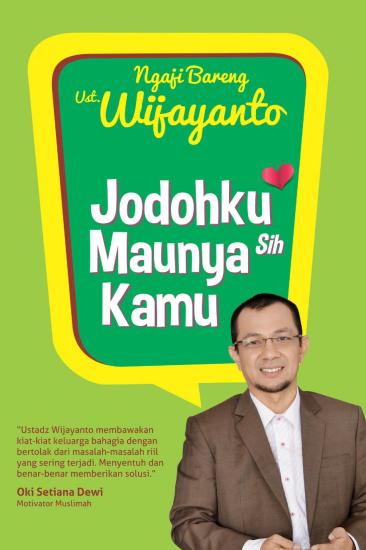 Ngaji Bareng
Ust. Wijayanto
Jodohku
Maunya Sih
Kamu
"Ustadz Wijayanto membawakan
kiat-kiat keluarga bahagia dengan
bertolak dari masalah-masalah riil
yang sering terjadi. Menyentuh dan
benar-benar memberikan solusi."
Oki Setiana Dewi
Motivator Muslimah